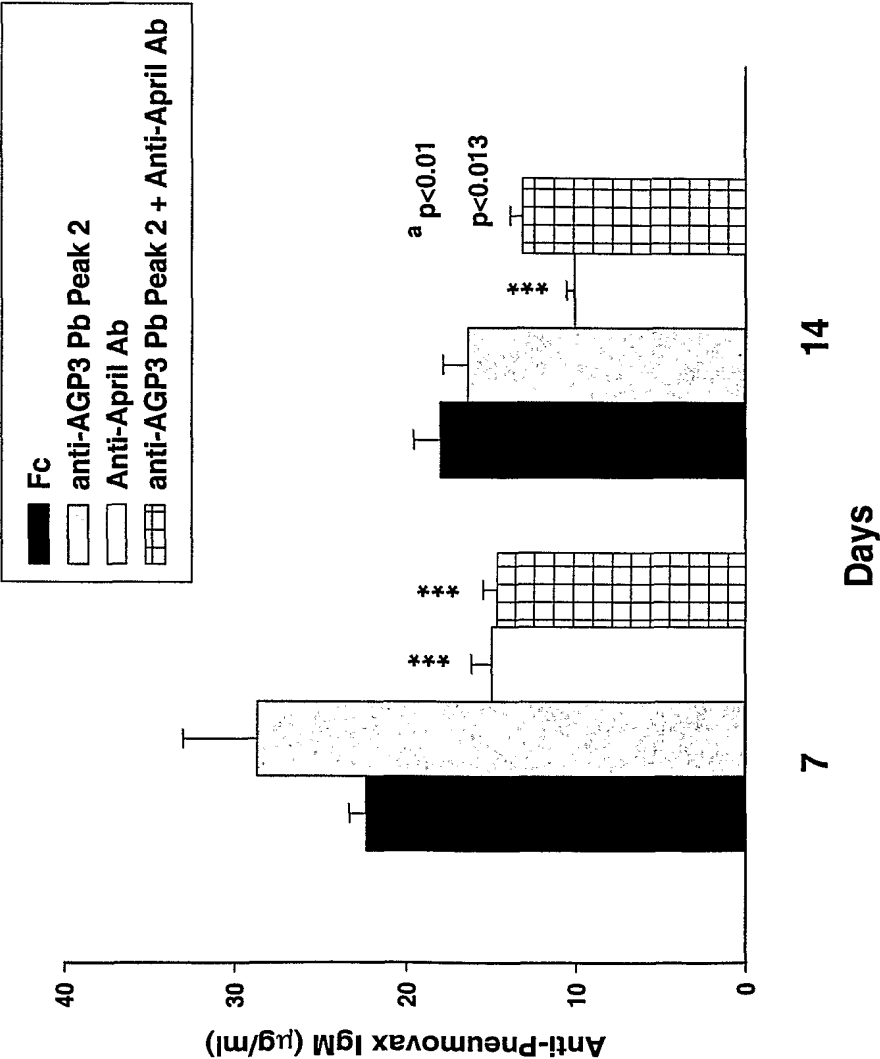 Fc
anti-AGP3 Pb Peak 2
Anti-April Ab
anti-AGP3 Pb Peak 2 + Anti-April Ab
Anti-Pneumovax IgM (μg/ml)
40
30
20
10
0
***
***
***
a p<0.01
p<0.013
7
14
Days